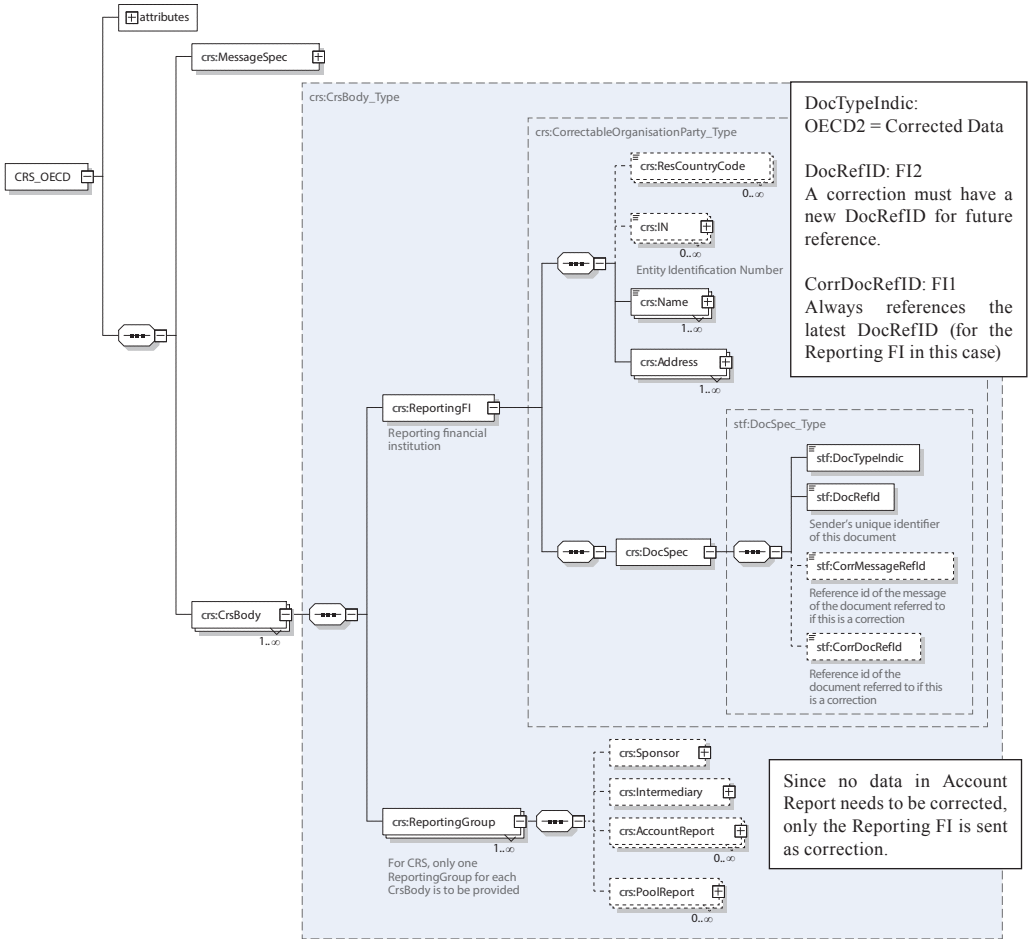 attributes
crs:MessageSpec
CRS_OECD
crs:CrsBody_Type
crs:CorrectableOrganisationParty_Type
crs:ResCountryCode
0..∞
crs:IN
0..∞
Entity Identification Number
crs:Name
1..∞
crs:Address
1..∞
DocTypeIndic:
OECD2 = Corrected Data
DocRefID: FI2
A correction must have a
new DocRefID for future
reference.
CorrDocRefID: FI1
Always references the
latest DocRefID (for the
Reporting FI in this case)
crs:ReportingFI
Reporting financial
institution
stf:DocSpec_Type
stf:DocTypeIndic
stf:DocRefId
Sender's unique identifier
of this document
crs:DocSpec
stf:CorrMessageRefId
Reference id of the message
of the document referred to
if this is a correction
stf:CorrDocRefId
Reference id of the
document referred to if this
is a correction
crs:CrsBody
1..∞
crs:Sponsor
crs:Intermediary
crs:ReportingGroup
1..∞
For CRS, only one
ReportingGroup for each
CrsBody is to be provided
crs:AccountReport
0..∞
crs:PoolReport
0..∞
Since no data in Account
Report needs to be corrected,
only the Reporting FI is sent
as correction.